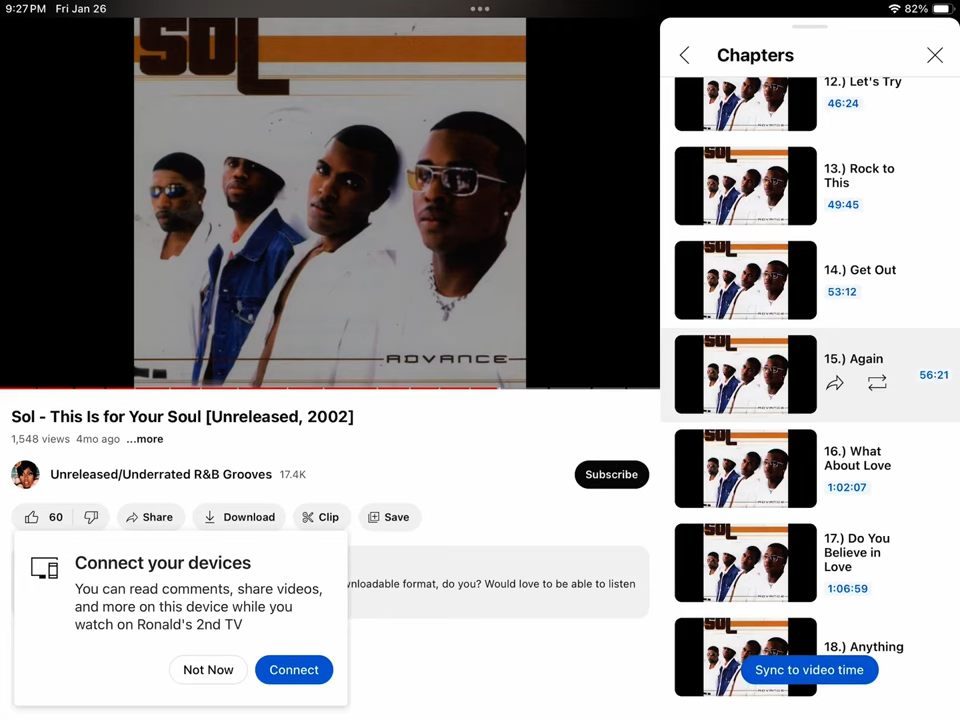 9:27 PM Fri Jan 26
82%
SOL
ADVANCE
Chapters
12.) Let's Try
46:24
13.) Rock to
This
49:45
14.) Get Out
53:12
15.) Again
56:21
16.) What
About Love
1:02:07
17.) Do You
Believe in
Love
1:06:59
18.) Anything
Sync to video time
Sol - This Is for Your Soul [Unreleased, 2002]
1,548 views 4mo ago ...more
Unreleased/Underrated R&B Grooves 17.4K
Subscribe
60
Share
Download
Clip
Save
wnloadable format, do you? Would love to be able to listen
Connect your devices
You can read comments, share videos,
and more on this device while you
watch on Ronald's 2nd TV
Not Now
Connect